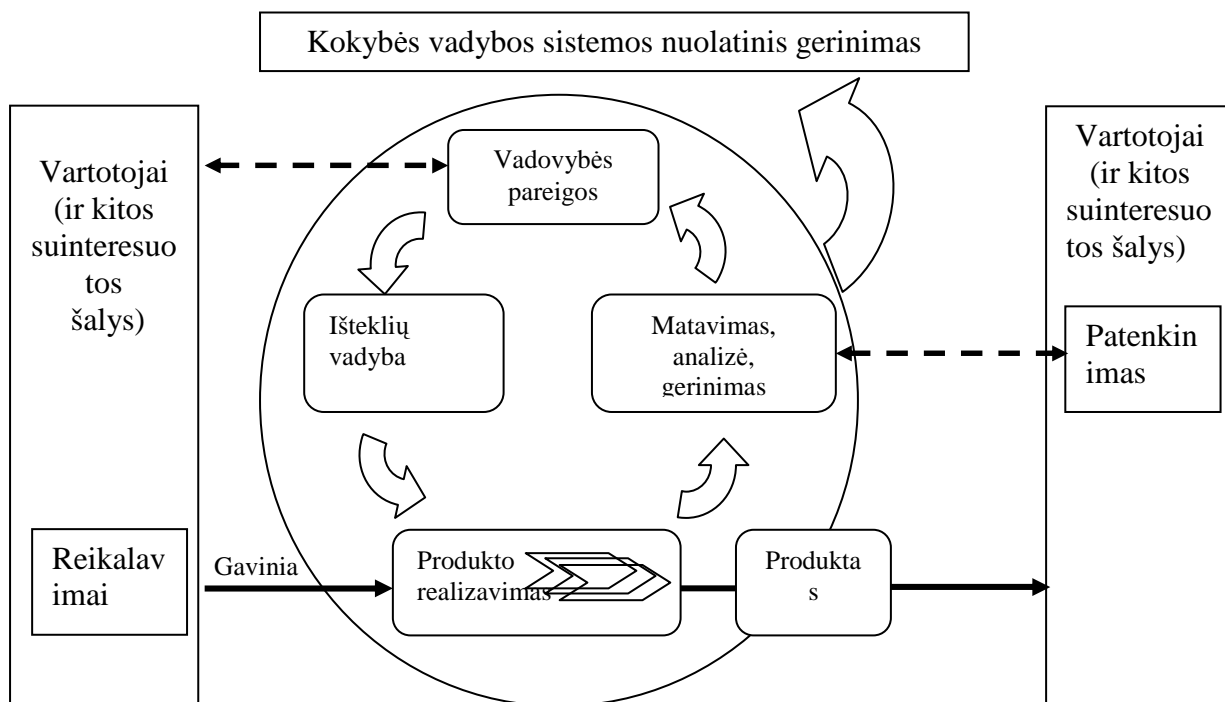 Kokybės vadybos sistemos nuolatinis gerinimas
Vartotojai
(ir kitos
suinteresuo
tos
šalys)
Vadovybės
pareigos
Vartotojai
(ir kitos
suinteresuo
tos šalys)
Išteklių
vadyba
Matavimas,
analizė,
gerinimas
Patenkin
imas
Reikalav
imai
Gavinia
Produkto
realizavimas
Produkta
s